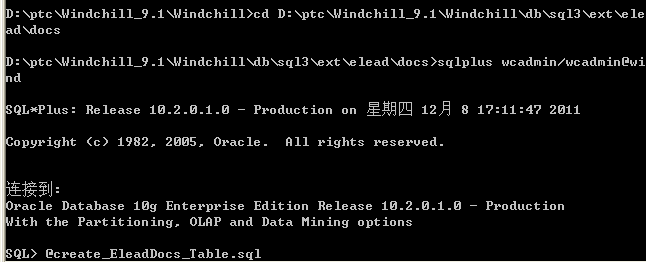 D:\ptc\Windchill_9.1\Windchill>cd D:\ptc\Windchill_9.1\Windchill\db\sql3\ext\ele
ad\docs
D:\ptc\Windchill_9.1\Windchill\db\sql3\ext\elead\docs>sqlplus wcadmin/wcadmin@wi
nd
SQL*Plus: Release 10.2.0.1.0 - Production on 星期四 12月 8 17:11:47 2011
Copyright (c) 1982, 2005, Oracle.  All rights reserved.
连接到:
Oracle Database 10g Enterprise Edition Release 10.2.0.1.0 - Production
With the Partitioning, OLAP and Data Mining options
SQL> @create_EleadDocs_Table.sql